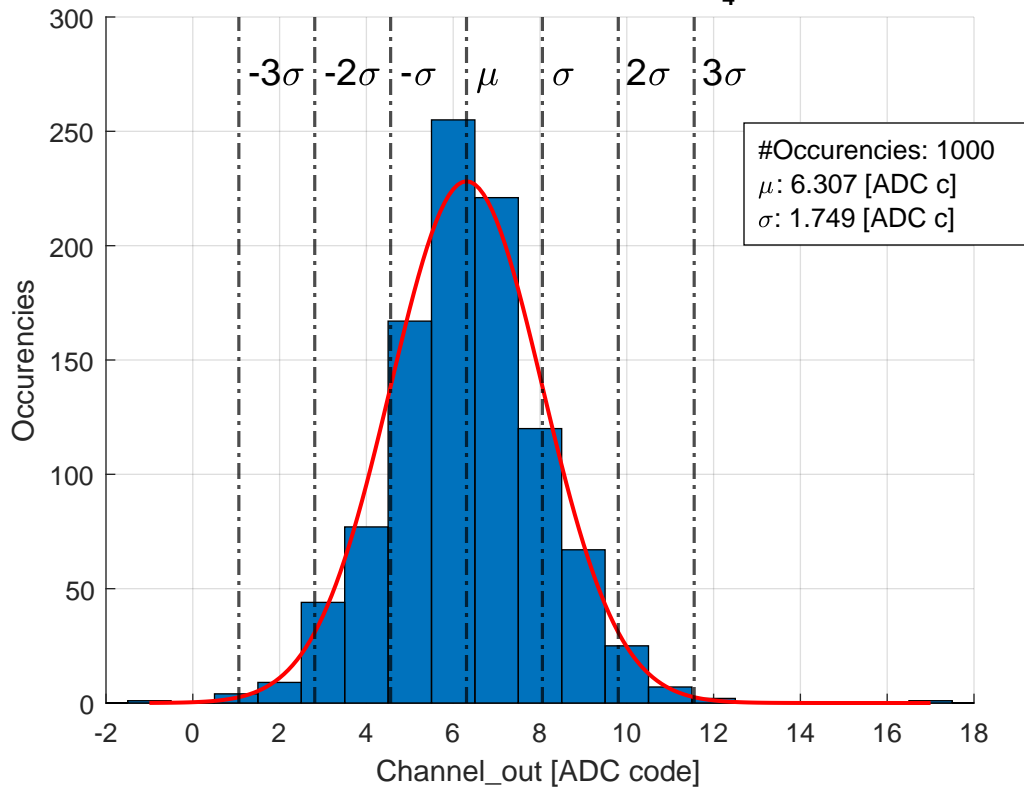 4
300
-3σ -2σ -σ μ σ 2σ 3σ
250
#Occurencies: 1000
μ: 6.307 [ADC c]
σ: 1.749 [ADC c]
200
150
100
50
0
Occurencies
-2 0 2 4 6 8 10 12 14 16 18
Channel_out [ADC code]